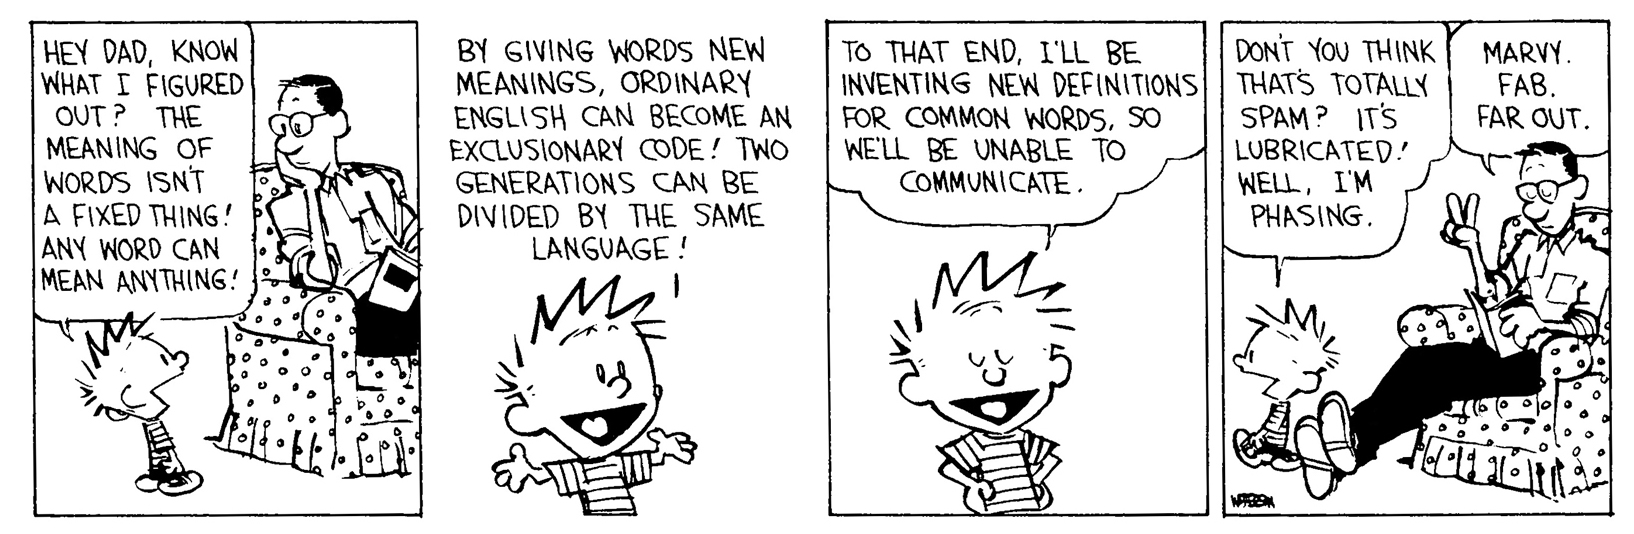 HEY DAD, KNOW
WHAT I FIGURED
OUT? THE
MEANING OF
WORDS ISN'T
A FIXED THING!
ANY WORD CAN
MEAN ANYTHING!
BY GIVING WORDS NEW
MEANINGS, ORDINARY
ENGLISH CAN BECOME AN
EXCLUSIONARY CODE! TWO
GENERATIONS CAN BE
DIVIDED BY THE SAME
LANGUAGE!
TO THAT END, I'LL BE
INVENTING NEW DEFINITIONS
FOR COMMON WORDS, SO
WE'LL BE UNABLE TO
COMMUNICATE.
DON'T YOU THINK
THAT'S TOTALLY
SPAM? IT'S
LUBRICATED!
WELL, I'M
PHASING.
MARVY.
FAB.
FAR OUT.
WATTERSON